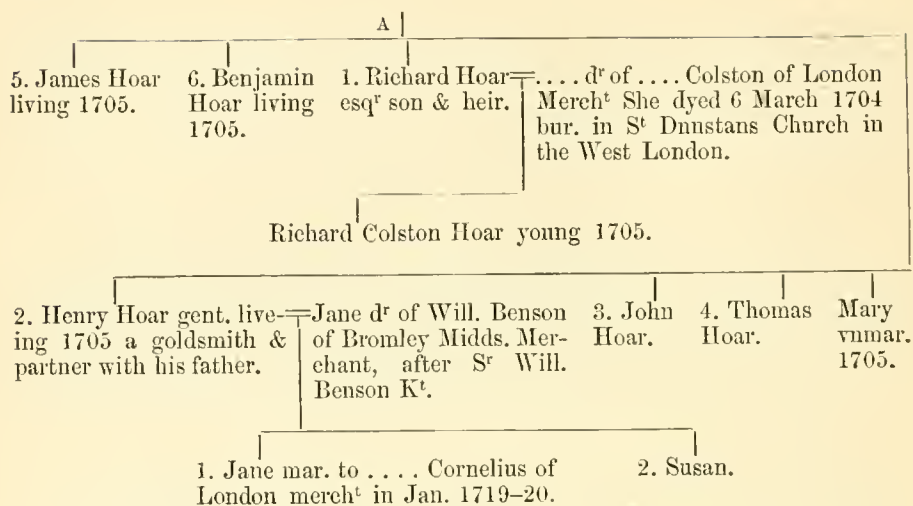 A
5. James Hoar
living 1705.
6. Benjamin
Hoar living
1705.
1. Richard Hoar
esqʳ son & heir.
. . . . dʳ of . . . . Colston of London
Merchᵗ She dyed 6 March 1704
bur. in Sᵗ Dnnstans Church in
the West London.
Richard Colston Hoar young 1705.
2. Henry Hoar gent. live-
ing 1705 a goldsmith &
partner with his father.
Jane dʳ of Will. Benson
of Bromley Midds. Mer-
chant, after Sʳ Will.
Benson Kᵗ.
3. John
Hoar.
4. Thomas
Hoar.
Mary
vnmar.
1705.
1. Jane mar. to . . . . Cornelius of
London merchᵗ in Jan. 1719–20.
2. Susan.